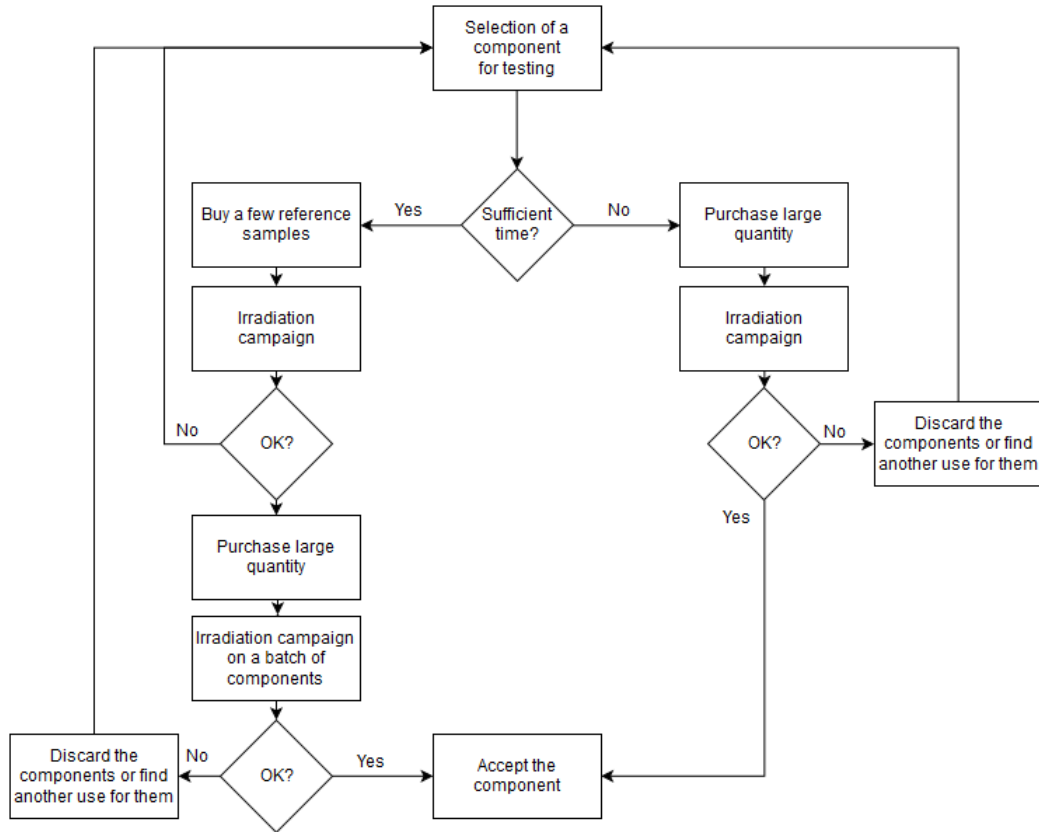 Selection of a
component
for testing
Buy a few reference
samples
Yes
Sufficient
time?
No
Purchase large
quantity
Irradiation
campaign
Irradiation
campaign
No
OK?
OK?
No
Discard the
components or find
another use for them
Yes
Purchase large
quantity
Irradiation campaign
on a batch of
components
Discard the
components or find
another use for them
No
OK?
Yes
Accept the
component